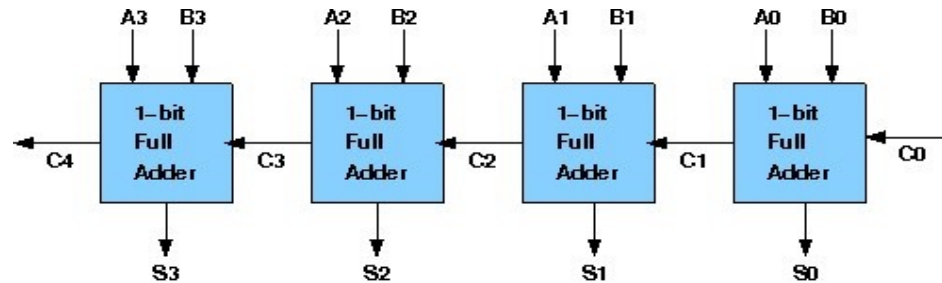 A3 B3 A2 B2 A1 B1 A0 B0
1-bit Full Adder
1-bit Full Adder
1-bit Full Adder
1-bit Full Adder
C4 C3 C2 C1 C0
S3 S2 S1 S0